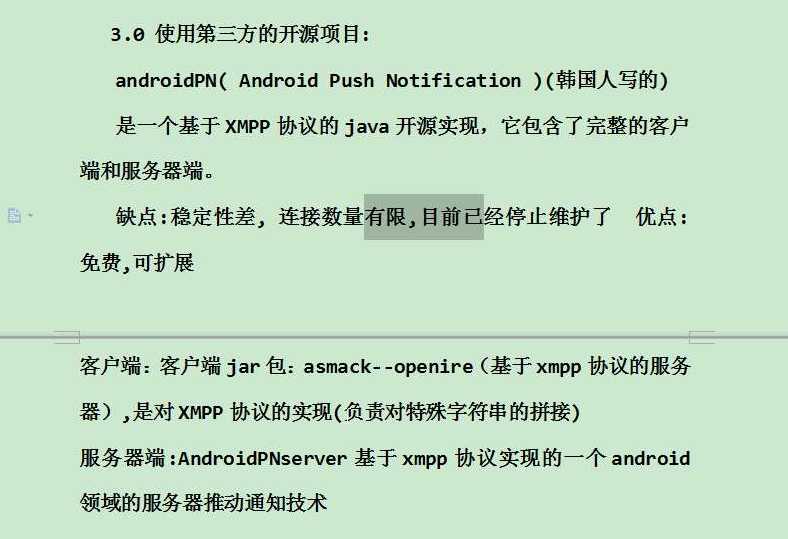 3.0 使用第三方的开源项目:
androidPN( Android Push Notification )(韩国人写的)
是一个基于 XMPP 协议的 java 开源实现，它包含了完整的客户
端和服务器端。
缺点:稳定性差, 连接数量有限,目前已经停止维护了 优点:
免费,可扩展
客户端：客户端 jar 包：asmack--openire（基于 xmpp 协议的服务
器）,是对 XMPP 协议的实现(负责对特殊字符串的拼接)
服务器端:AndroidPNserver 基于 xmpp 协议实现的一个 android
领域的服务器推动通知技术